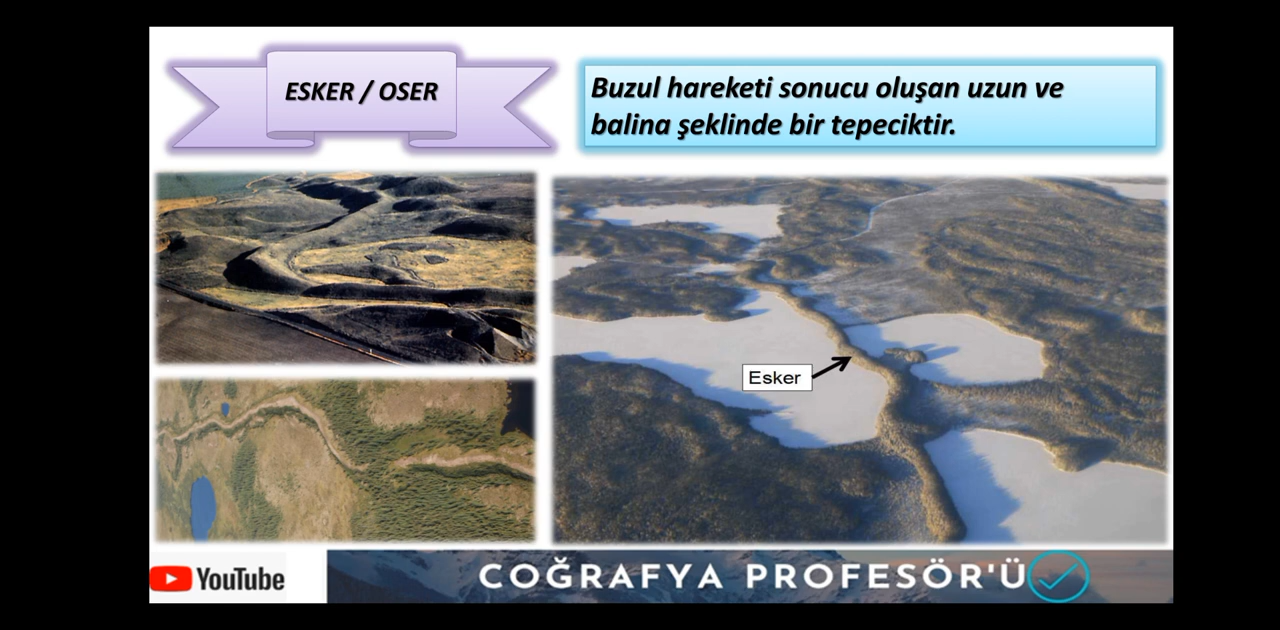 ESKER / OSER
Buzul hareketi sonucu oluşan uzun ve
balina şeklinde bir tepeciktir.
Esker
YouTube
COĞRAFYA PROFESÖR'Ü